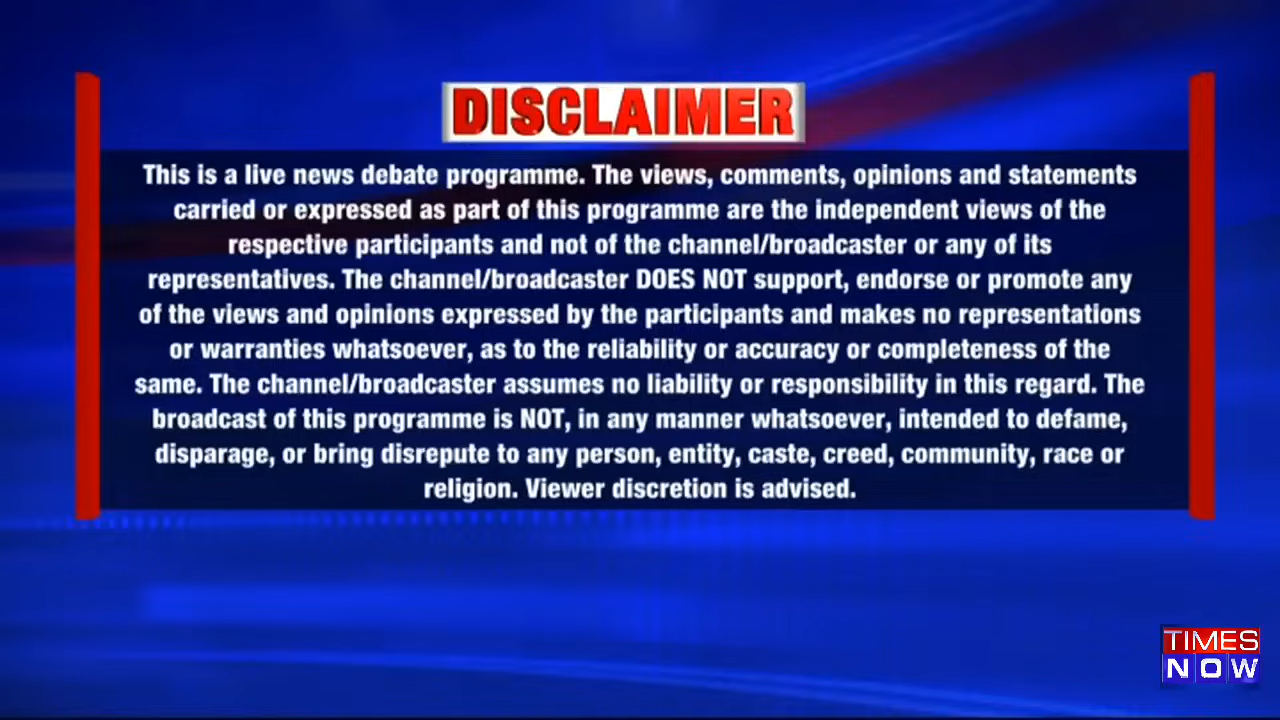 DISCLAIMER
This is a live news debate programme. The views, comments, opinions and statements
carried or expressed as part of this programme are the independent views of the
respective participants and not of the channel/broadcaster or any of its
representatives. The channel/broadcaster DOES NOT support, endorse or promote any
of the views and opinions expressed by the participants and makes no representations
or warranties whatsoever, as to the reliability or accuracy or completeness of the
same. The channel/broadcaster assumes no liability or responsibility in this regard. The
broadcast of this programme is NOT, in any manner whatsoever, intended to defame,
disparage, or bring disrepute to any person, entity, caste, creed, community, race or
religion. Viewer discretion is advised.
TIMES
NOW